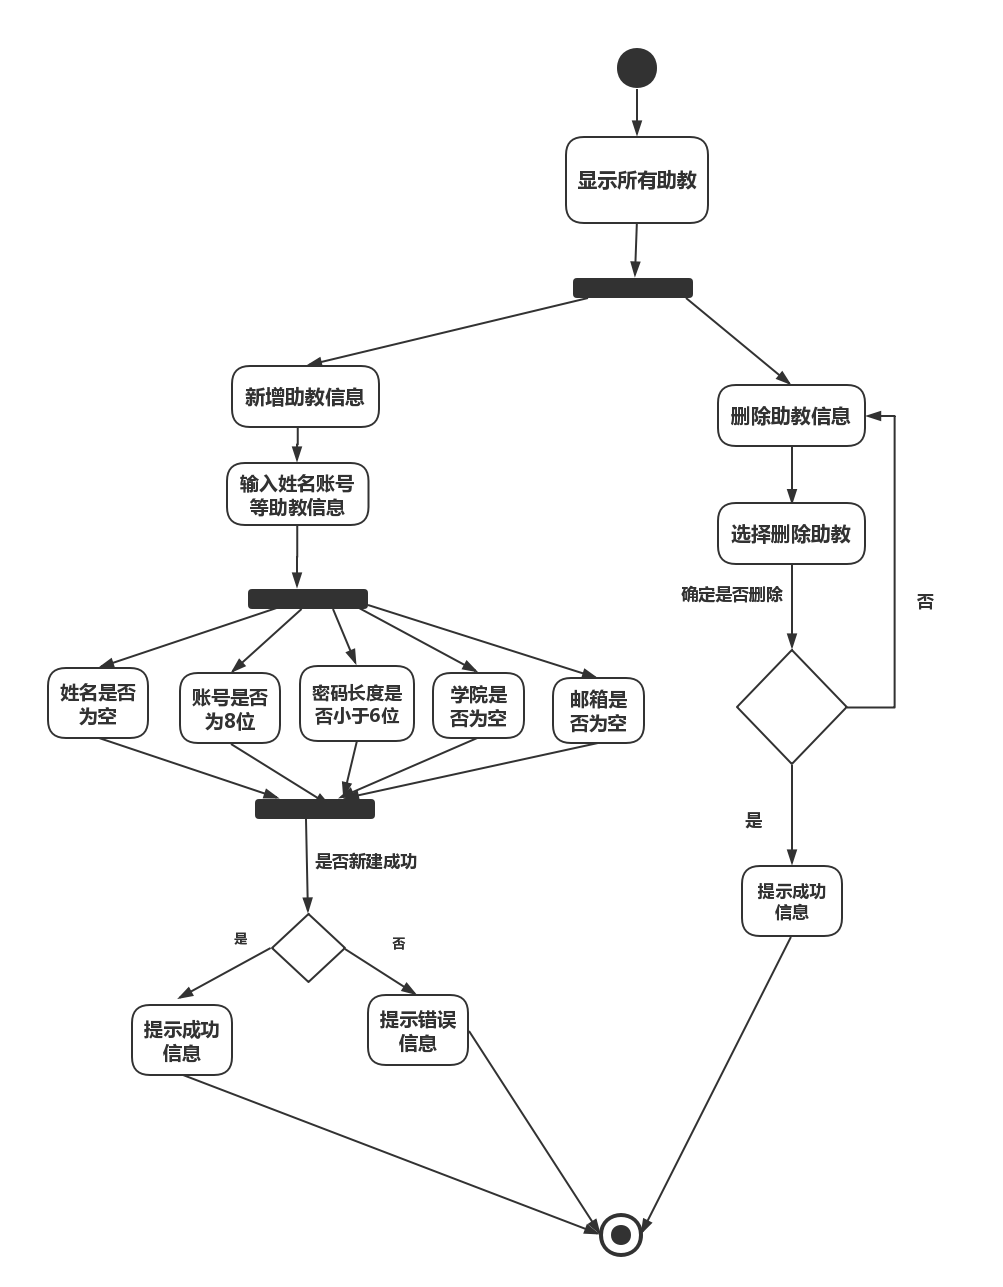 显示所有助教
新增助教信息
删除助教信息
输入姓名账号
等助教信息
选择删除助教
确定是否删除
否
姓名是否
为空
账号是否
为8位
密码长度是
否小于6位
学院是
否为空
邮箱是
否为空
是
是否新建成功
提示成功
信息
是
否
提示成功
信息
提示错误
信息